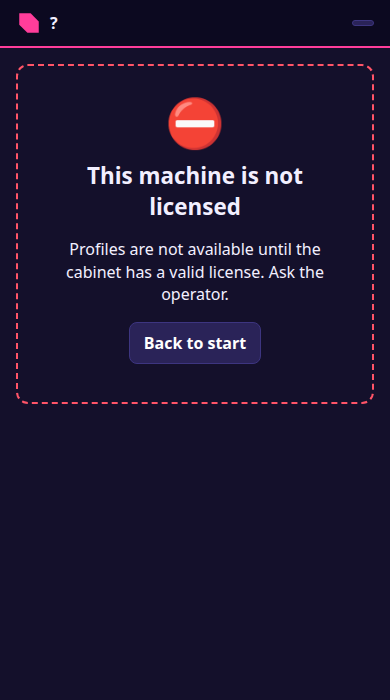 ?
This machine is not
licensed
Profiles are not available until the
cabinet has a valid license. Ask the
operator.
Back to start